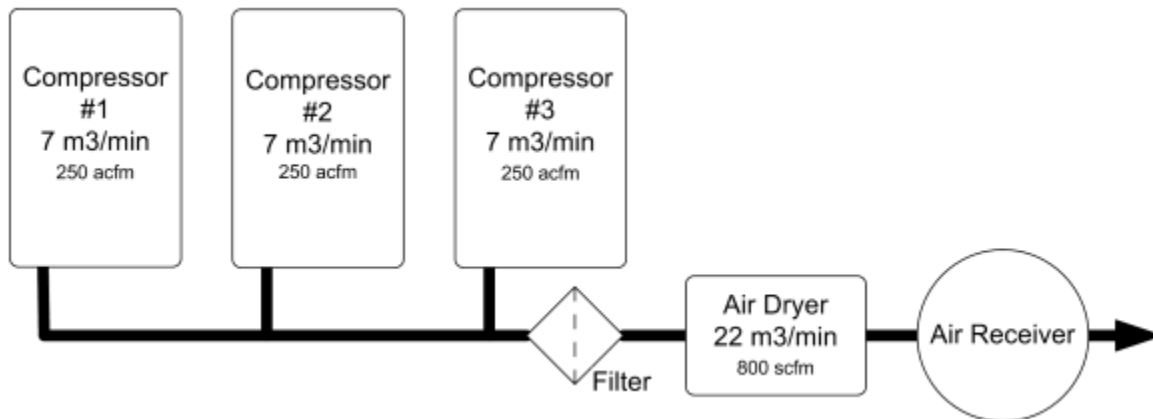 Compressor
#1
7 m3/min
250 acfm
Compressor
#2
7 m3/min
250 acfm
Compressor
#3
7 m3/min
250 acfm
Filter
Air Dryer
22 m3/min
800 scfm
Air Receiver